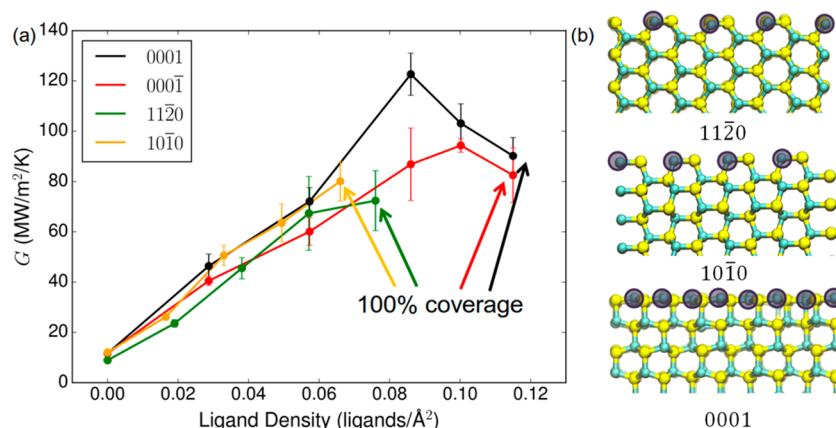 (a)
140
120
100
80
60
40
20
0
G (MW/m²/K)
0001
0001̄
112̄0
101̄0
100% coverage
0.00 0.02 0.04 0.06 0.08 0.10 0.12
Ligand Density (ligands/Å²)
(b)
112̄0
101̄0
0001